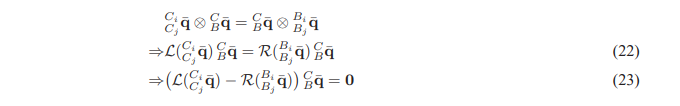 $^{C_i}_{C_j}\bar{\mathbf{q}} \otimes {}^{C}_{B}\bar{\mathbf{q}} = {}^{C}_{B}\bar{\mathbf{q}} \otimes {}^{B_i}_{B_j}\bar{\mathbf{q}}$
$\Rightarrow \mathcal{L}({}^{C_i}_{C_j}\bar{\mathbf{q}})\, {}^{C}_{B}\bar{\mathbf{q}} = \mathcal{R}({}^{B_i}_{B_j}\bar{\mathbf{q}})\, {}^{C}_{B}\bar{\mathbf{q}}$ (22)
$\Rightarrow \left(\mathcal{L}({}^{C_i}_{C_j}\bar{\mathbf{q}}) - \mathcal{R}({}^{B_i}_{B_j}\bar{\mathbf{q}})\right) {}^{C}_{B}\bar{\mathbf{q}} = \mathbf{0}$ (23)